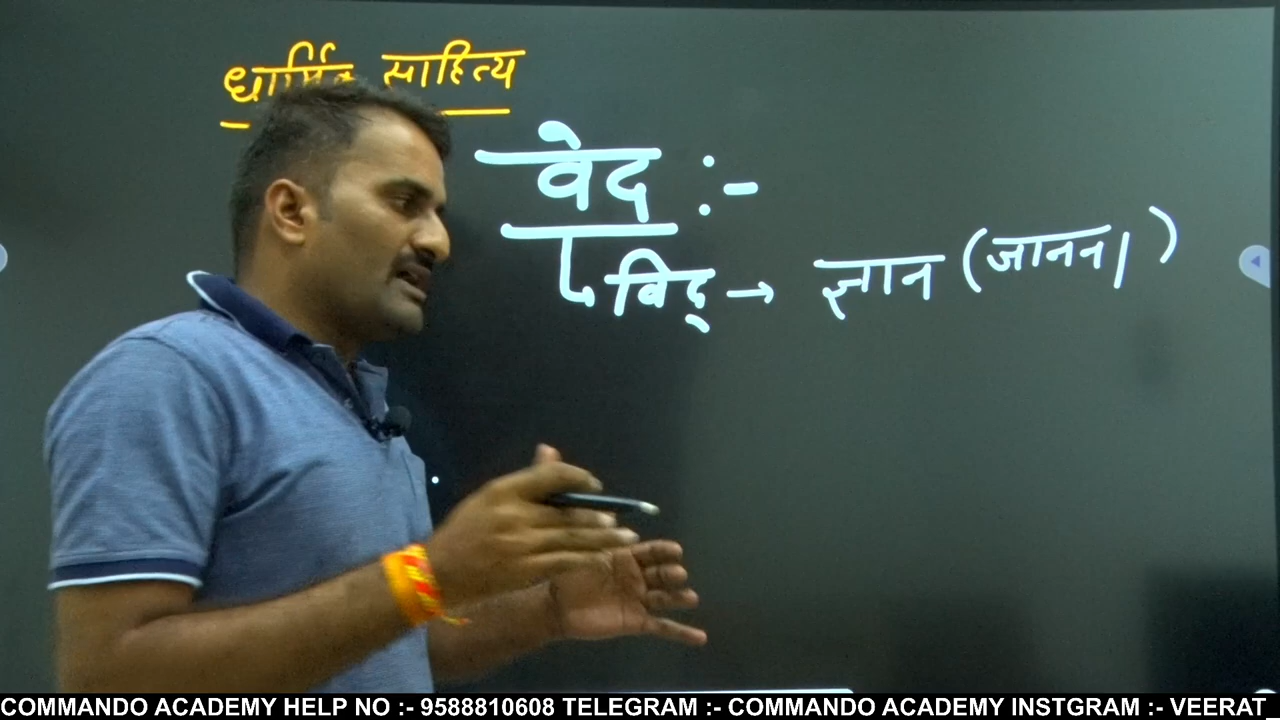 धार्मिक साहित्य
वेद :-
विद् → ज्ञान (जानना)
COMMANDO ACADEMY HELP NO :- 9588810608 TELEGRAM :- COMMANDO ACADEMY INSTGRAM :- VEERAT